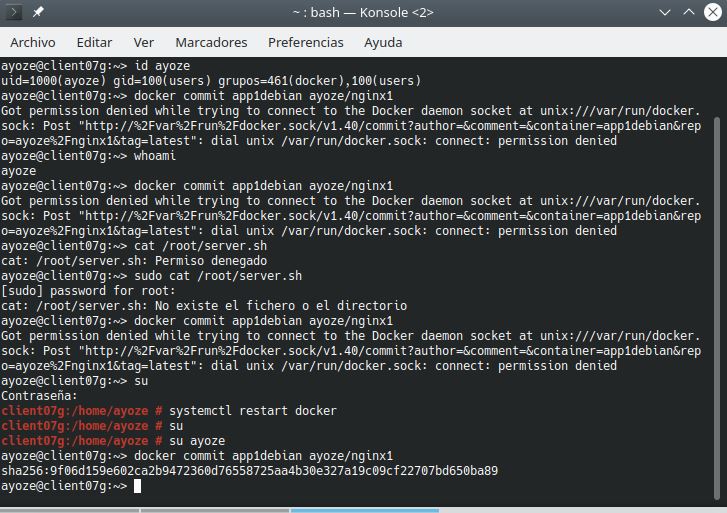 ~ : bash — Konsole <2>
Archivo Editar Ver Marcadores Preferencias Ayuda
ayoze@client07g:~> id ayoze
uid=1000(ayoze) gid=100(users) grupos=461(docker),100(users)
ayoze@client07g:~> docker commit app1debian ayoze/nginx1
Got permission denied while trying to connect to the Docker daemon socket at unix:///var/run/docker.
sock: Post "http://%2Fvar%2Frun%2Fdocker.sock/v1.40/commit?author=&comment=&container=app1debian&rep
o=ayoze%2Fnginx1&tag=latest": dial unix /var/run/docker.sock: connect: permission denied
ayoze@client07g:~> whoami
ayoze
ayoze@client07g:~> docker commit app1debian ayoze/nginx1
Got permission denied while trying to connect to the Docker daemon socket at unix:///var/run/docker.
sock: Post "http://%2Fvar%2Frun%2Fdocker.sock/v1.40/commit?author=&comment=&container=app1debian&rep
o=ayoze%2Fnginx1&tag=latest": dial unix /var/run/docker.sock: connect: permission denied
ayoze@client07g:~> cat /root/server.sh
cat: /root/server.sh: Permiso denegado
ayoze@client07g:~> sudo cat /root/server.sh
[sudo] password for root:
cat: /root/server.sh: No existe el fichero o el directorio
ayoze@client07g:~> docker commit app1debian ayoze/nginx1
Got permission denied while trying to connect to the Docker daemon socket at unix:///var/run/docker.
sock: Post "http://%2Fvar%2Frun%2Fdocker.sock/v1.40/commit?author=&comment=&container=app1debian&rep
o=ayoze%2Fnginx1&tag=latest": dial unix /var/run/docker.sock: connect: permission denied
ayoze@client07g:~> su
Contraseña:
client07g:/home/ayoze # systemctl restart docker
client07g:/home/ayoze # su
client07g:/home/ayoze # su ayoze
ayoze@client07g:~> docker commit app1debian ayoze/nginx1
sha256:9f06d159e602ca2b9472360d76558725aa4b30e327a19c09cf22707bd650ba89
ayoze@client07g:~>